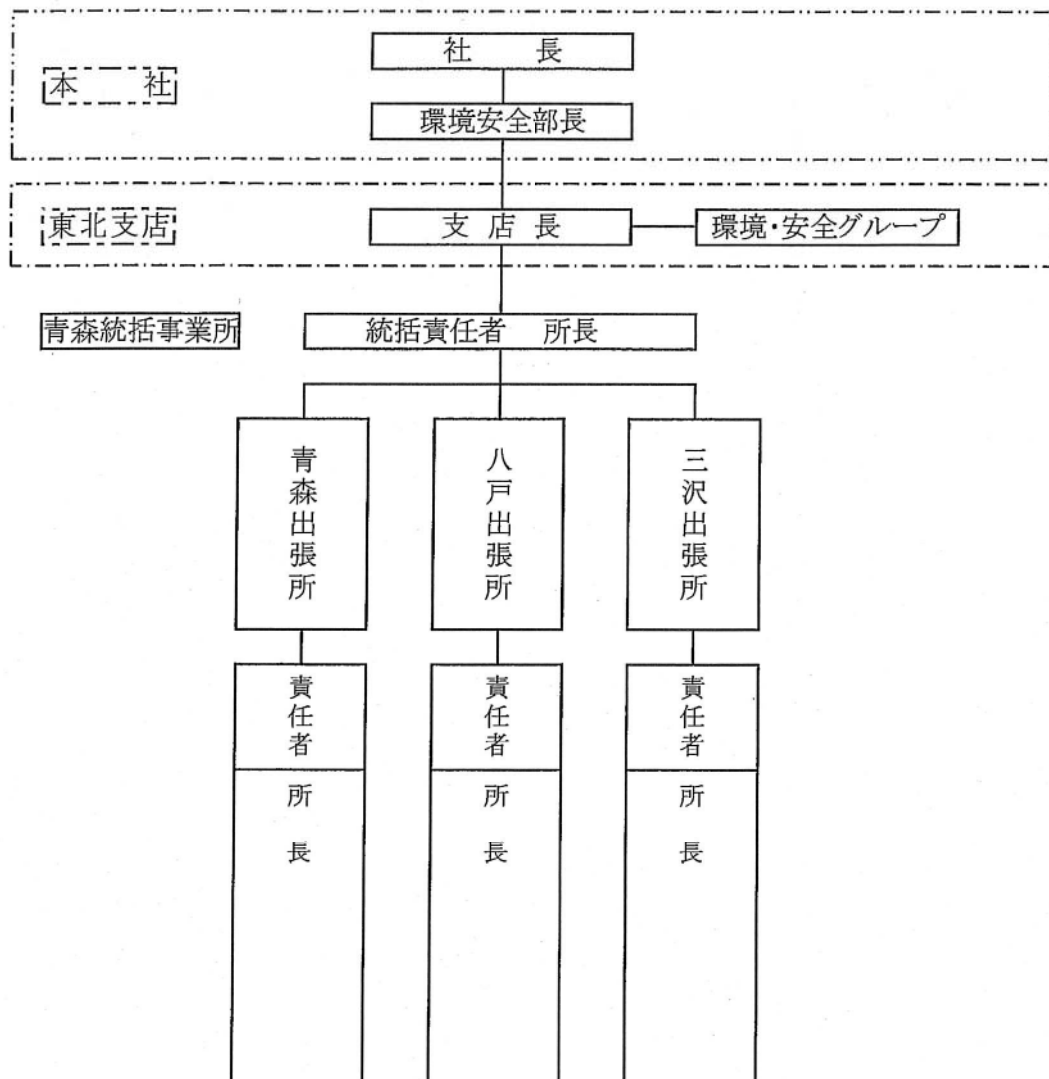 社　　長
本　　社
環境安全部長
東北支店
支店長
環境・安全グループ
青森統括事業所
統括責任者　所長
青森出張所
八戸出張所
三沢出張所
責任者
責任者
責任者
所長
所長
所長